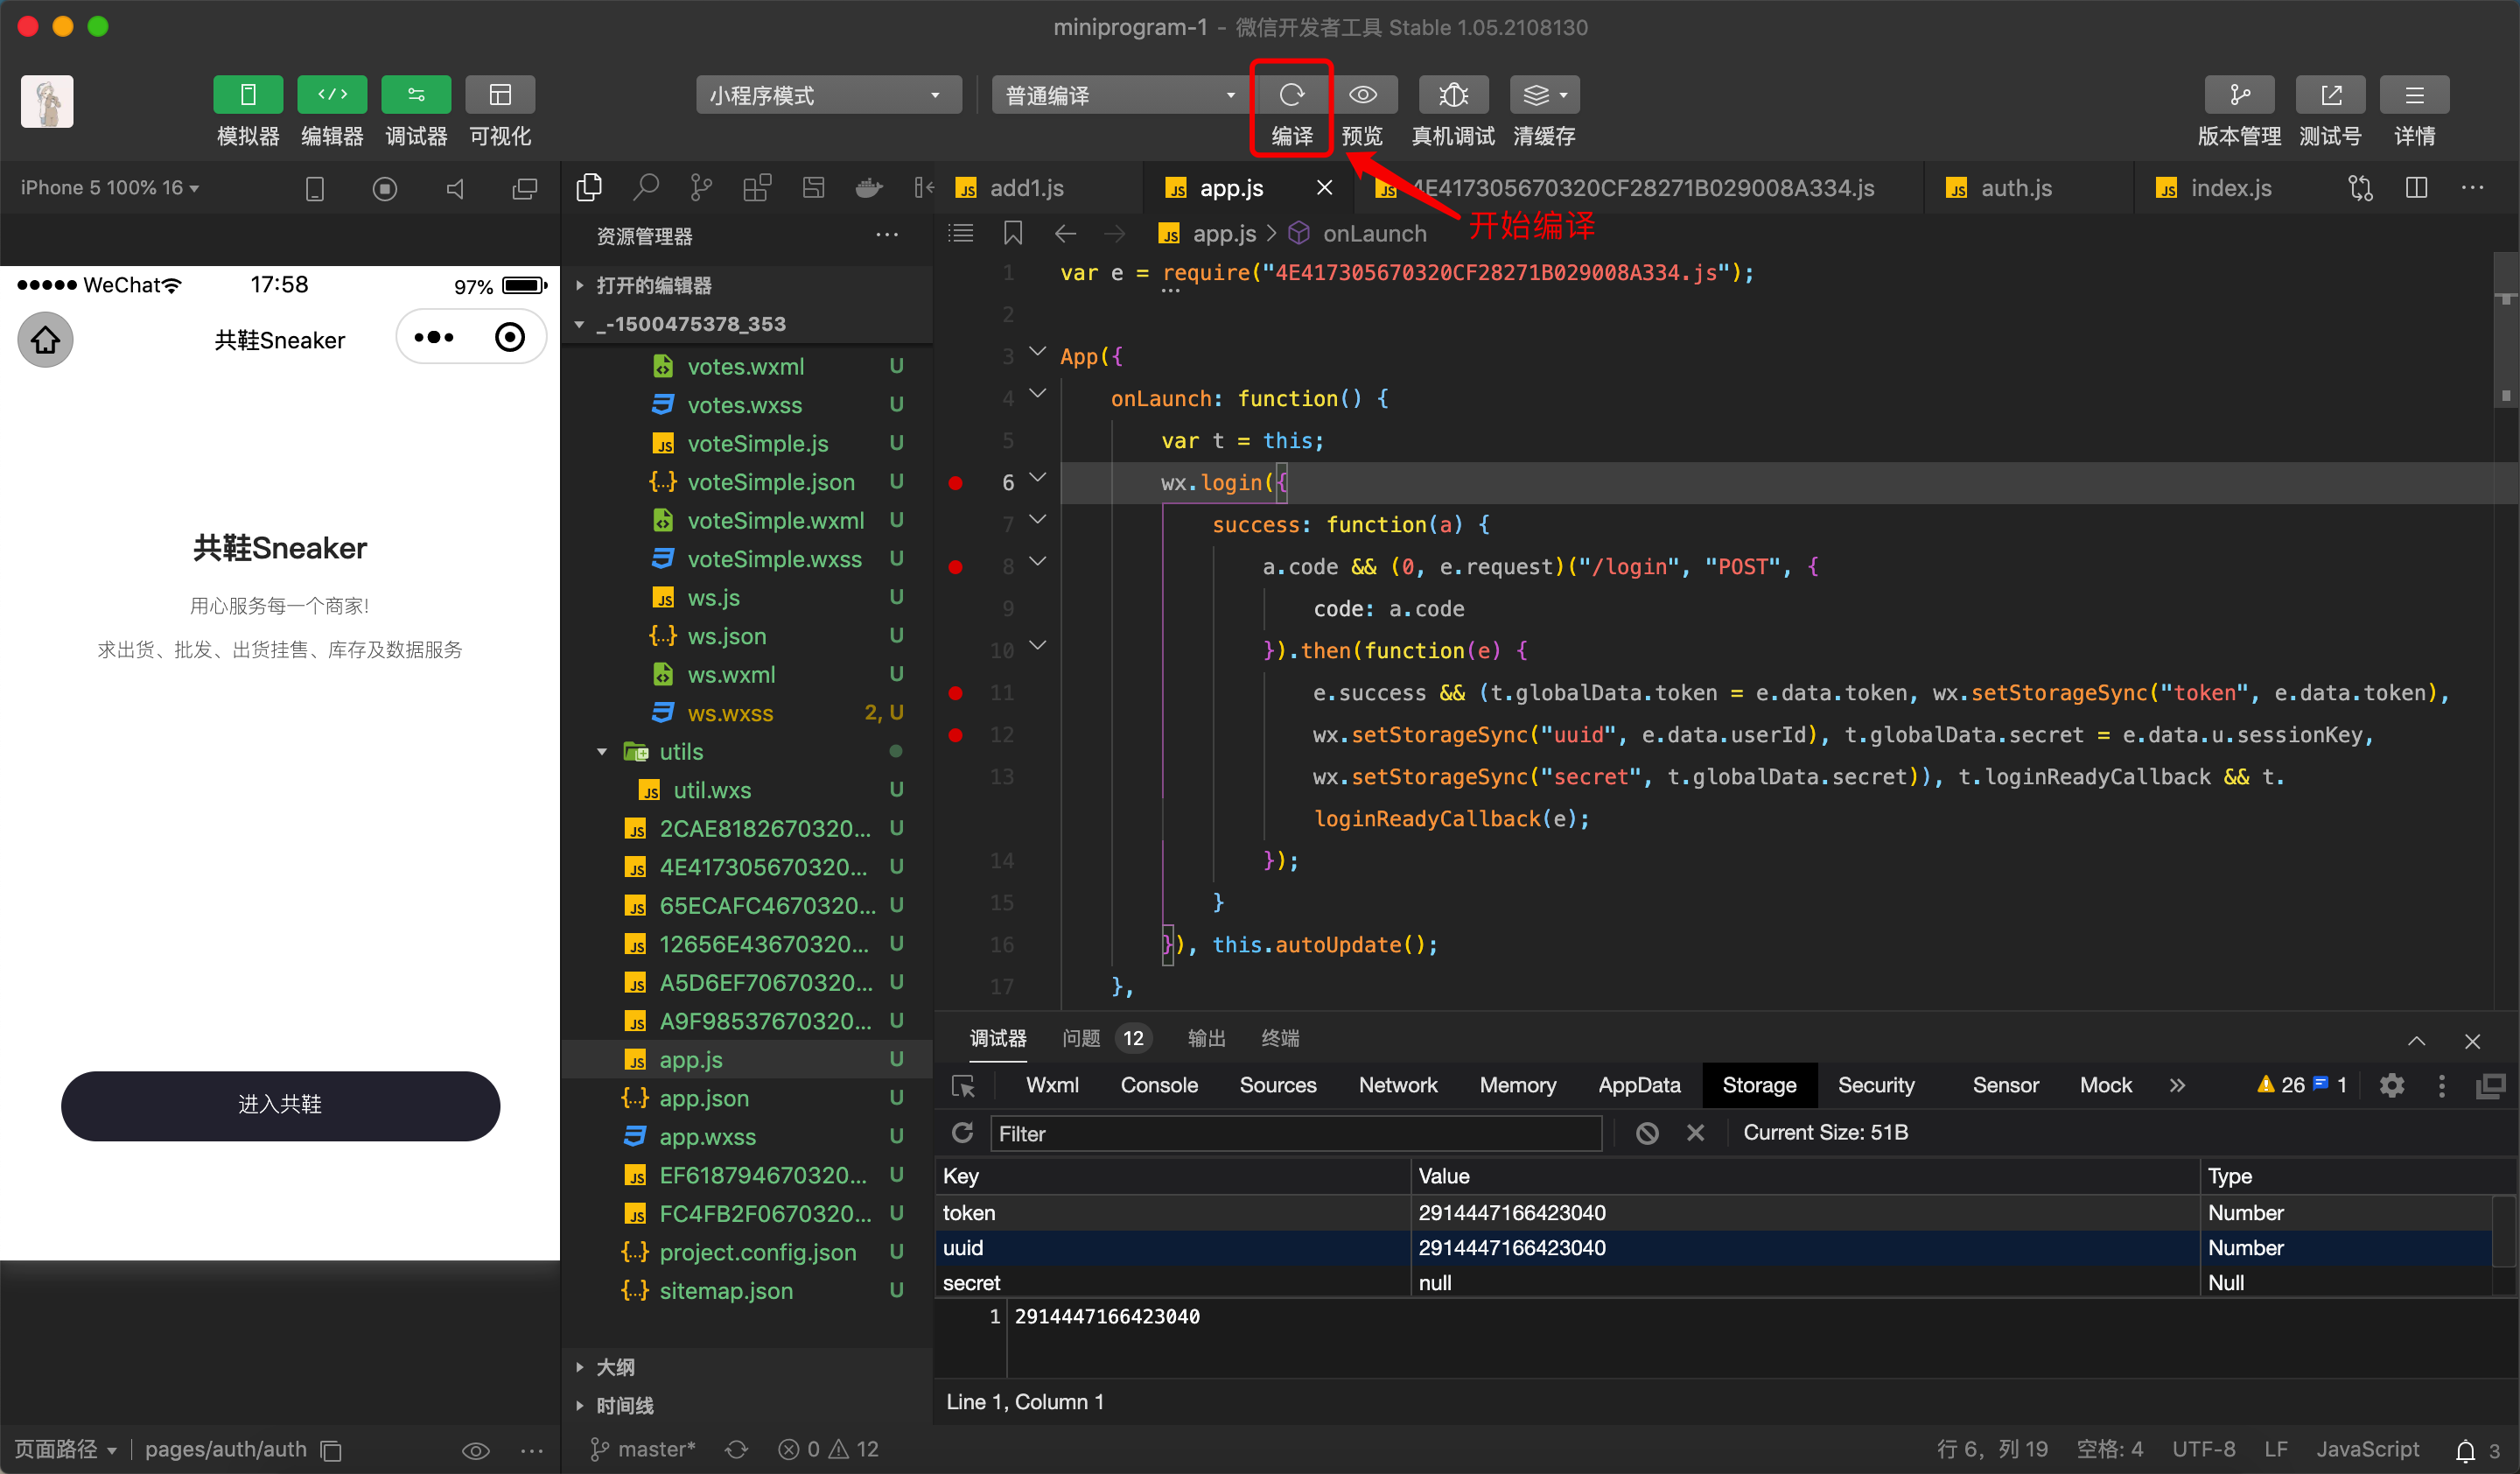 miniprogram-1 - 微信开发者工具 Stable 1.05.2108130
模拟器 编辑器 调试器 可视化
小程序模式 普通编译
编译 预览 真机调试 清缓存
版本管理 测试号 详情
iPhone 5 100% 16
add1.js app.js 4E417305670320CF28271B029008A334.js auth.js index.js
app.js > onLaunch
开始编译
WeChat 17:58 97%
共鞋Sneaker
共鞋Sneaker
用心服务每一个商家!
求出货、批发、出货挂售、库存及数据服务
进入共鞋
页面路径 pages/auth/auth
资源管理器
打开的编辑器
_-1500475378_353
votes.wxml U
votes.wxss U
voteSimple.js U
voteSimple.json U
voteSimple.wxml U
voteSimple.wxss U
ws.js U
ws.json U
ws.wxml U
ws.wxss 2, U
utils
util.wxs U
2CAE8182670320... U
4E417305670320... U
65ECAFC4670320... U
12656E43670320... U
A5D6EF70670320... U
A9F98537670320... U
app.js U
app.json U
app.wxss U
EF618794670320... U
FC4FB2F0670320... U
project.config.json U
sitemap.json U
大纲
时间线
1 var e = require("4E417305670320CF28271B029008A334.js");
2
3 App({
4 onLaunch: function() {
5 var t = this;
6 wx.login({
7 success: function(a) {
8 a.code && (0, e.request)("/login", "POST", {
9 code: a.code
10 }).then(function(e) {
11 e.success && (t.globalData.token = e.data.token, wx.setStorageSync("token", e.data.token),
12 wx.setStorageSync("uuid", e.data.userId), t.globalData.secret = e.data.u.sessionKey,
13 wx.setStorageSync("secret", t.globalData.secret)), t.loginReadyCallback && t.
loginReadyCallback(e);
14 });
15 }
16 }), this.autoUpdate();
17 },
调试器 问题 12 输出 终端
Wxml Console Sources Network Memory AppData Storage Security Sensor Mock » 26 1
Filter Current Size: 51B
Key Value Type
token 2914447166423040 Number
uuid 2914447166423040 Number
secret null Null
1 2914447166423040
Line 1, Column 1
master* 0 12 行 6，列 19 空格: 4 UTF-8 LF JavaScript 3